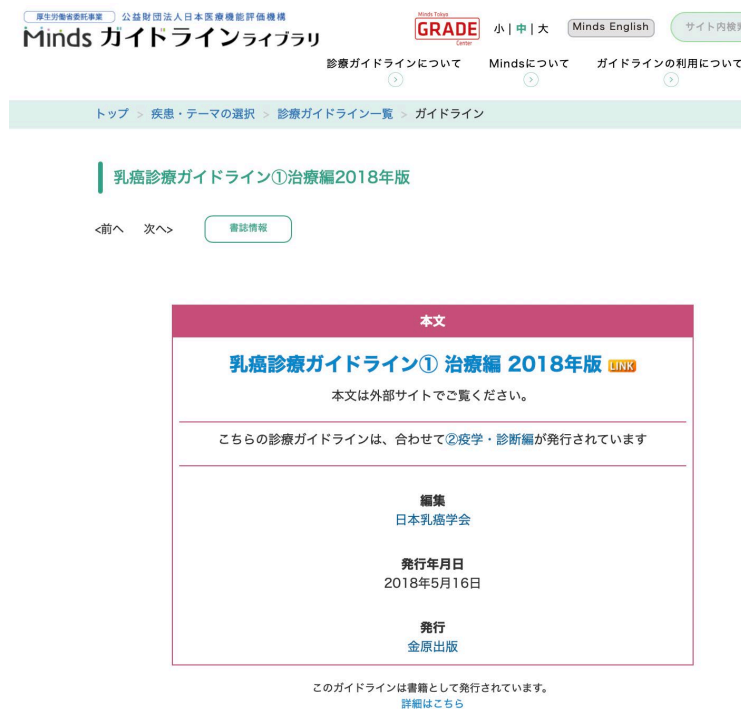 厚生労働省委託事業 公益財団法人日本医療機能評価機構
Minds ガイドラインライブラリ
Minds Tokyo
GRADE
Center
小 | 中 | 大
Minds English
サイト内検
診療ガイドラインについて Mindsについて ガイドラインの利用について
トップ > 疾患・テーマの選択 > 診療ガイドライン一覧 > ガイドライン
乳癌診療ガイドライン①治療編2018年版
<前へ 次へ> 書誌情報
本文
乳癌診療ガイドライン① 治療編 2018年版 LINK
本文は外部サイトでご覧ください。
こちらの診療ガイドラインは、合わせて②疫学・診断編が発行されています
編集
日本乳癌学会
発行年月日
2018年5月16日
発行
金原出版
このガイドラインは書籍として発行されています。
詳細はこちら